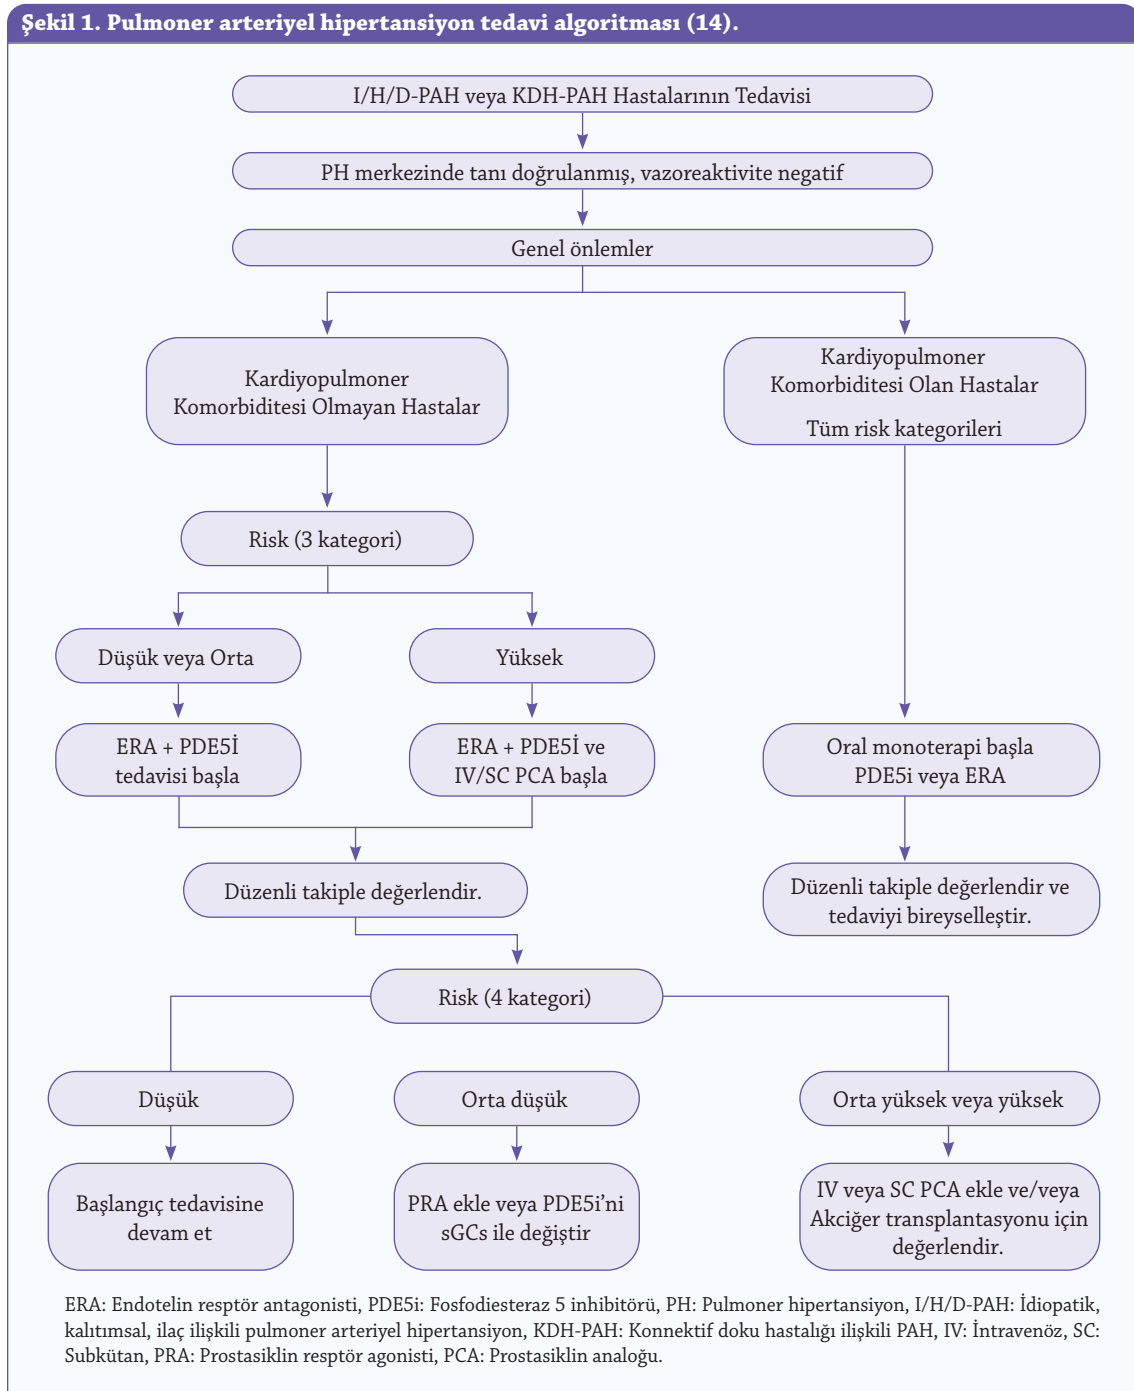 Şekil 1. Pulmoner arteriyel hipertansiyon tedavi algoritması (14).
I/H/D-PAH veya KDH-PAH Hastalarının Tedavisi
PH merkezinde tanı doğrulanmış, vazoreaktivite negatif
Genel önlemler
Kardiyopulmoner
Komorbiditesi Olmayan Hastalar
Kardiyopulmoner
Komorbiditesi Olan Hastalar
Tüm risk kategorileri
Risk (3 kategori)
Düşük veya Orta
Yüksek
ERA + PDE5İ
tedavisi başla
ERA + PDE5İ ve
IV/SC PCA başla
Oral monoterapi başla
PDE5i veya ERA
Düzenli takiple değerlendir.
Düzenli takiple değerlendir ve
tedaviyi bireyselleştir.
Risk (4 kategori)
Düşük
Orta düşük
Orta yüksek veya yüksek
Başlangıç tedavisine
devam et
PRA ekle veya PDE5i’ni
sGCs ile değiştir
IV veya SC PCA ekle ve/veya
Akciğer transplantasyonu için
değerlendir.
ERA: Endotelin resptör antagonisti, PDE5i: Fosfodiesteraz 5 inhibitörü, PH: Pulmoner hipertansiyon, I/H/D-PAH: İdiopatik,
kalıtımsal, ilaç ilişkili pulmoner arteriyel hipertansiyon, KDH-PAH: Konnektif doku hastalığı ilişkili PAH, IV: İntravenöz, SC:
Subkütan, PRA: Prostasiklin resptör agonisti, PCA: Prostasiklin analoğu.